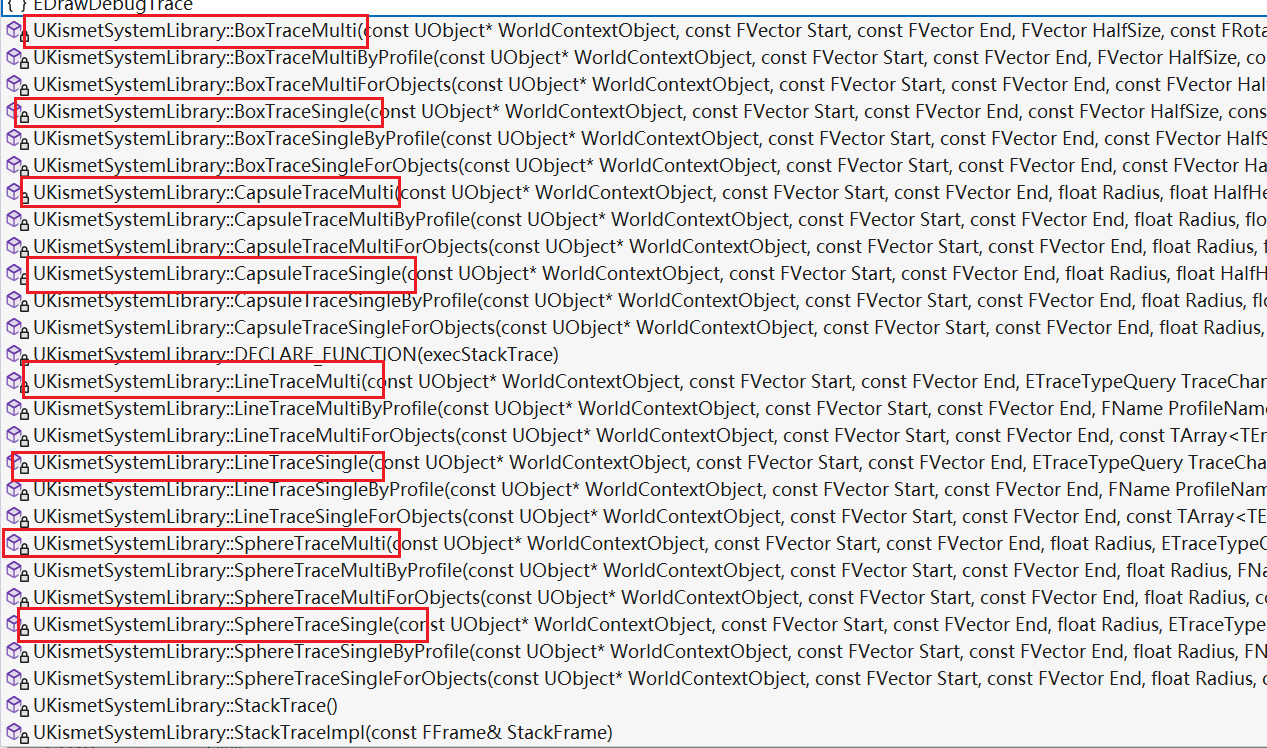 { } EDrawDebugTrace
UKismetSystemLibrary::BoxTraceMulti(const UObject* WorldContextObject, const FVector Start, const FVector End, FVector HalfSize, const FRota
UKismetSystemLibrary::BoxTraceMultiByProfile(const UObject* WorldContextObject, const FVector Start, const FVector End, FVector HalfSize, co
UKismetSystemLibrary::BoxTraceMultiForObjects(const UObject* WorldContextObject, const FVector Start, const FVector End, FVector HalfSize, c
UKismetSystemLibrary::BoxTraceSingle(const UObject* WorldContextObject, const FVector Start, const FVector End, const FVector HalfSize, cons
UKismetSystemLibrary::BoxTraceSingleByProfile(const UObject* WorldContextObject, const FVector Start, const FVector End, const FVector HalfS
UKismetSystemLibrary::BoxTraceSingleForObjects(const UObject* WorldContextObject, const FVector Start, const FVector End, const FVector Ha
UKismetSystemLibrary::CapsuleTraceMulti(const UObject* WorldContextObject, const FVector Start, const FVector End, float Radius, float HalfHe
UKismetSystemLibrary::CapsuleTraceMultiByProfile(const UObject* WorldContextObject, const FVector Start, const FVector End, float Radius, flo
UKismetSystemLibrary::CapsuleTraceMultiForObjects(const UObject* WorldContextObject, const FVector Start, const FVector End, float Radius, f
UKismetSystemLibrary::CapsuleTraceSingle(const UObject* WorldContextObject, const FVector Start, const FVector End, float Radius, float HalfH
UKismetSystemLibrary::CapsuleTraceSingleByProfile(const UObject* WorldContextObject, const FVector Start, const FVector End, float Radius, flo
UKismetSystemLibrary::CapsuleTraceSingleForObjects(const UObject* WorldContextObject, const FVector Start, const FVector End, float Radius,
UKismetSystemLibrary::DECLARE_FUNCTION(execStackTrace)
UKismetSystemLibrary::LineTraceMulti(const UObject* WorldContextObject, const FVector Start, const FVector End, ETraceTypeQuery TraceChan
UKismetSystemLibrary::LineTraceMultiByProfile(const UObject* WorldContextObject, const FVector Start, const FVector End, FName ProfileName
UKismetSystemLibrary::LineTraceMultiForObjects(const UObject* WorldContextObject, const FVector Start, const FVector End, const TArray<TEn
UKismetSystemLibrary::LineTraceSingle(const UObject* WorldContextObject, const FVector Start, const FVector End, ETraceTypeQuery TraceCha
UKismetSystemLibrary::LineTraceSingleByProfile(const UObject* WorldContextObject, const FVector Start, const FVector End, FName ProfileNam
UKismetSystemLibrary::LineTraceSingleForObjects(const UObject* WorldContextObject, const FVector Start, const FVector End, const TArray<TE
UKismetSystemLibrary::SphereTraceMulti(const UObject* WorldContextObject, const FVector Start, const FVector End, float Radius, ETraceTypeQ
UKismetSystemLibrary::SphereTraceMultiByProfile(const UObject* WorldContextObject, const FVector Start, const FVector End, float Radius, FNa
UKismetSystemLibrary::SphereTraceMultiForObjects(const UObject* WorldContextObject, const FVector Start, const FVector End, float Radius, co
UKismetSystemLibrary::SphereTraceSingle(const UObject* WorldContextObject, const FVector Start, const FVector End, float Radius, ETraceType
UKismetSystemLibrary::SphereTraceSingleByProfile(const UObject* WorldContextObject, const FVector Start, const FVector End, float Radius, FN
UKismetSystemLibrary::SphereTraceSingleForObjects(const UObject* WorldContextObject, const FVector Start, const FVector End, float Radius, c
UKismetSystemLibrary::StackTrace()
UKismetSystemLibrary::StackTraceImpl(const FFrame& StackFrame)